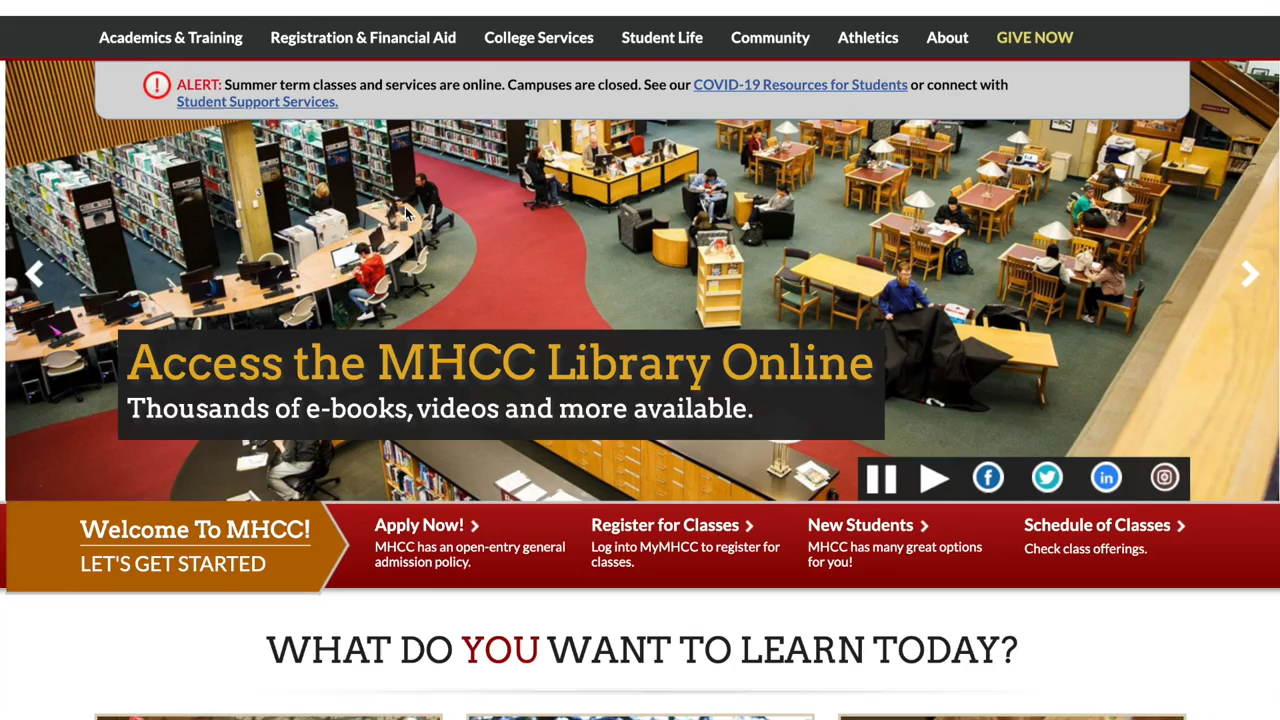 Academics & Training Registration & Financial Aid College Services Student Life Community Athletics About GIVE NOW
ALERT: Summer term classes and services are online. Campuses are closed. See our COVID-19 Resources for Students or connect with
Student Support Services.
Access the MHCC Library Online
Thousands of e-books, videos and more available.
Welcome To MHCC!
LET'S GET STARTED
Apply Now!
MHCC has an open-entry general
admission policy.
Register for Classes
Log into MyMHCC to register for
classes.
New Students
MHCC has many great options
for you!
Schedule of Classes
Check class offerings.
WHAT DO YOU WANT TO LEARN TODAY?